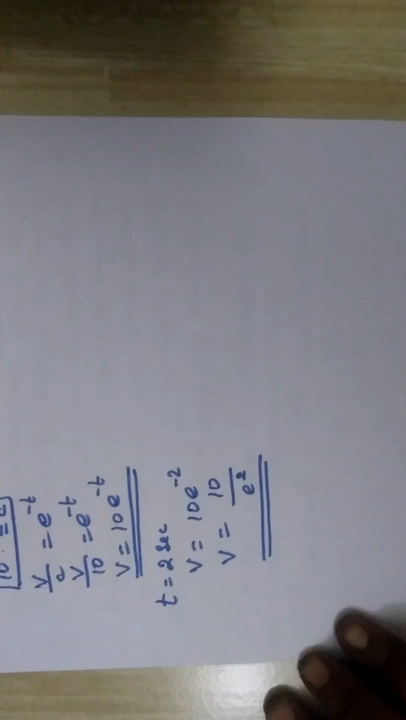 V/c = e^-t
V/10 = e^-t
V = 10e^-t
t = 2 sec
V = 10e^-2
V = 10/e^2